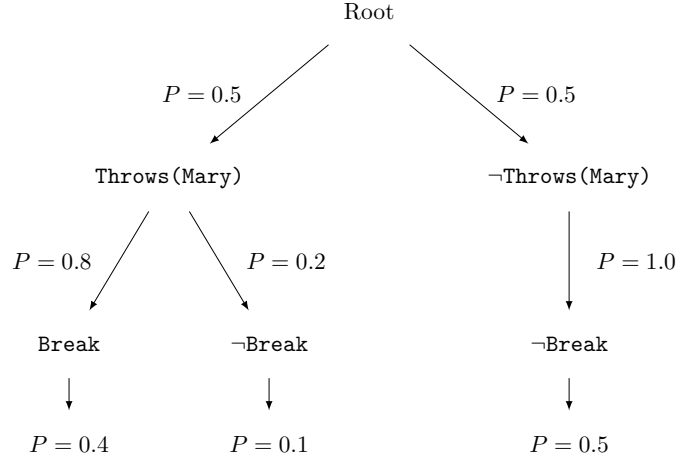 Root
P = 0.5
P = 0.5
Throws(Mary)
¬Throws(Mary)
P = 0.8
P = 0.2
P = 1.0
Break
¬Break
¬Break
P = 0.4
P = 0.1
P = 0.5